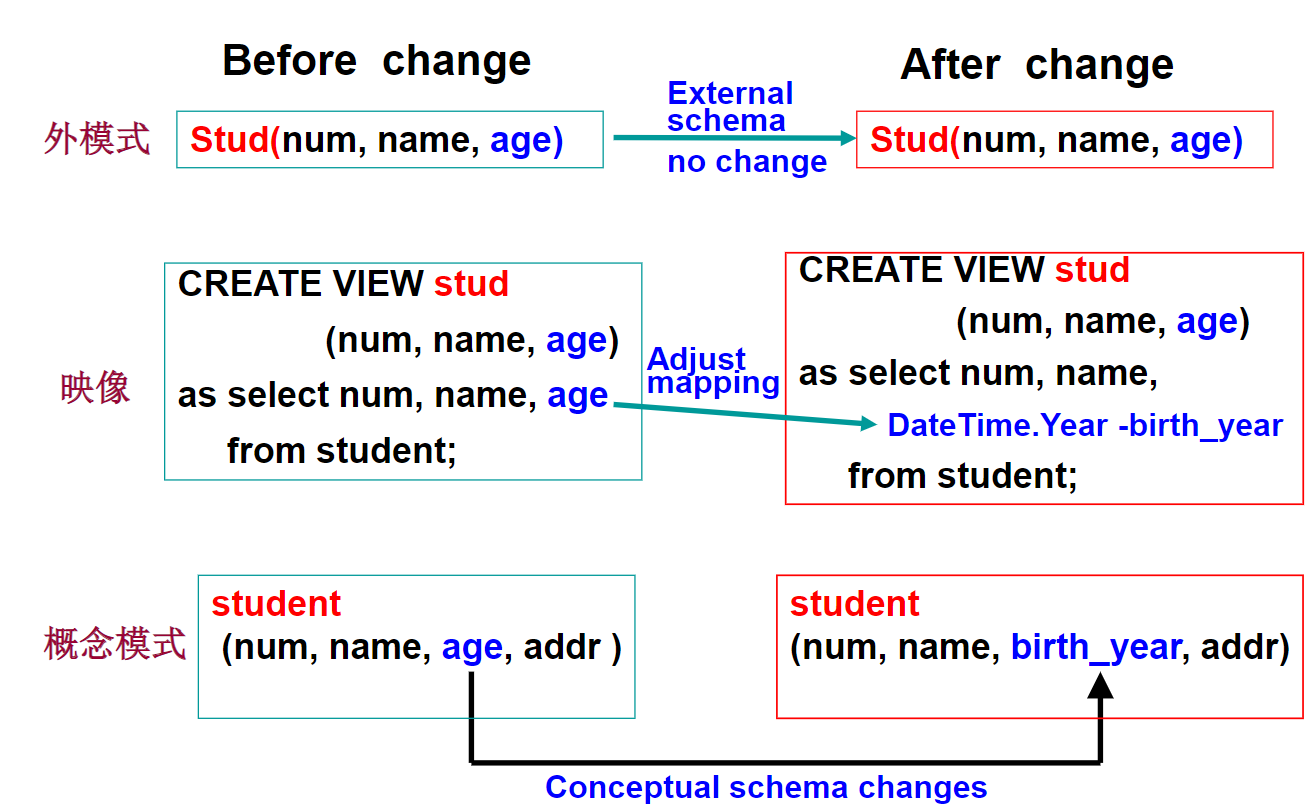 Before change
After change
外模式
Stud(num, name, age)
External
schema
no change
Stud(num, name, age)
映像
CREATE VIEW stud
(num, name, age)
as select num, name, age
from student;
Adjust
mapping
CREATE VIEW stud
(num, name, age)
as select num, name,
DateTime.Year -birth_year
from student;
概念模式
student
(num, name, age, addr )
student
(num, name, birth_year, addr)
Conceptual schema changes